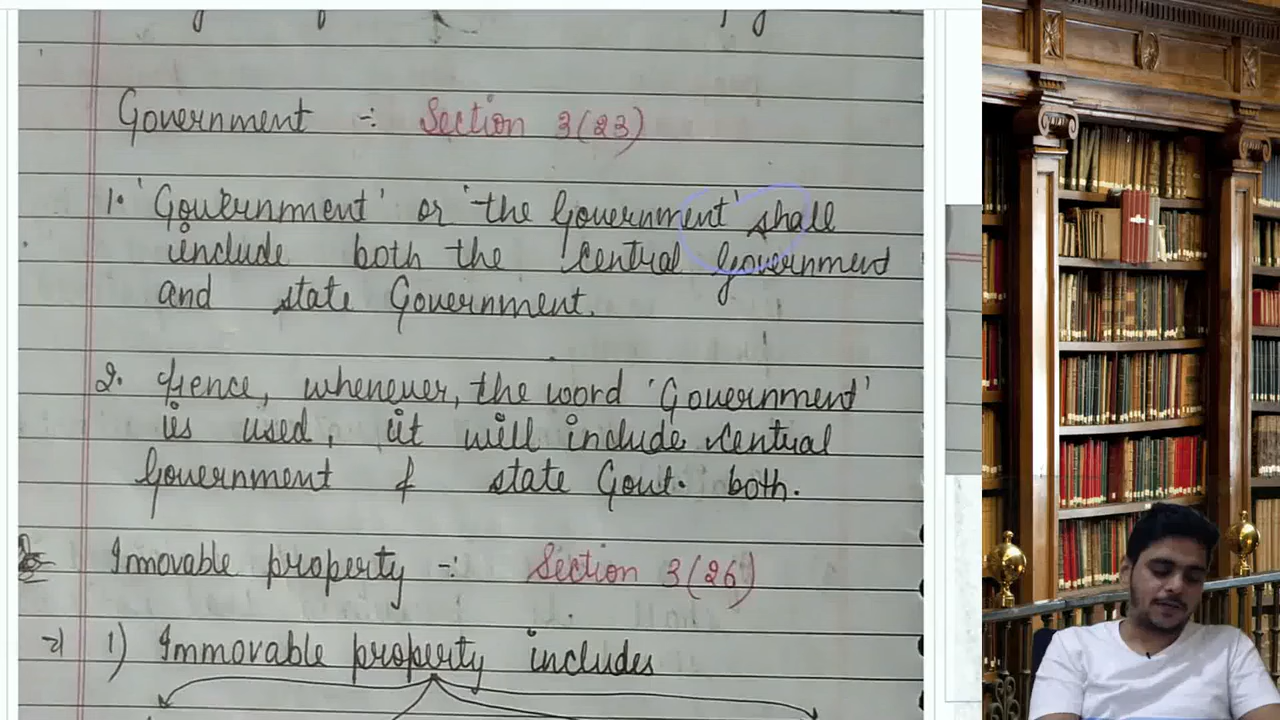 Government :- Section 3(23)
1. 'Government' or 'the Government' shall
include both the Central Government
and state Government.
2. Hence, whenever, the word 'Government'
is used, it will include Central
Government & state Govt. both.
Immovable property :- Section 3(26)
1) Immovable property includes